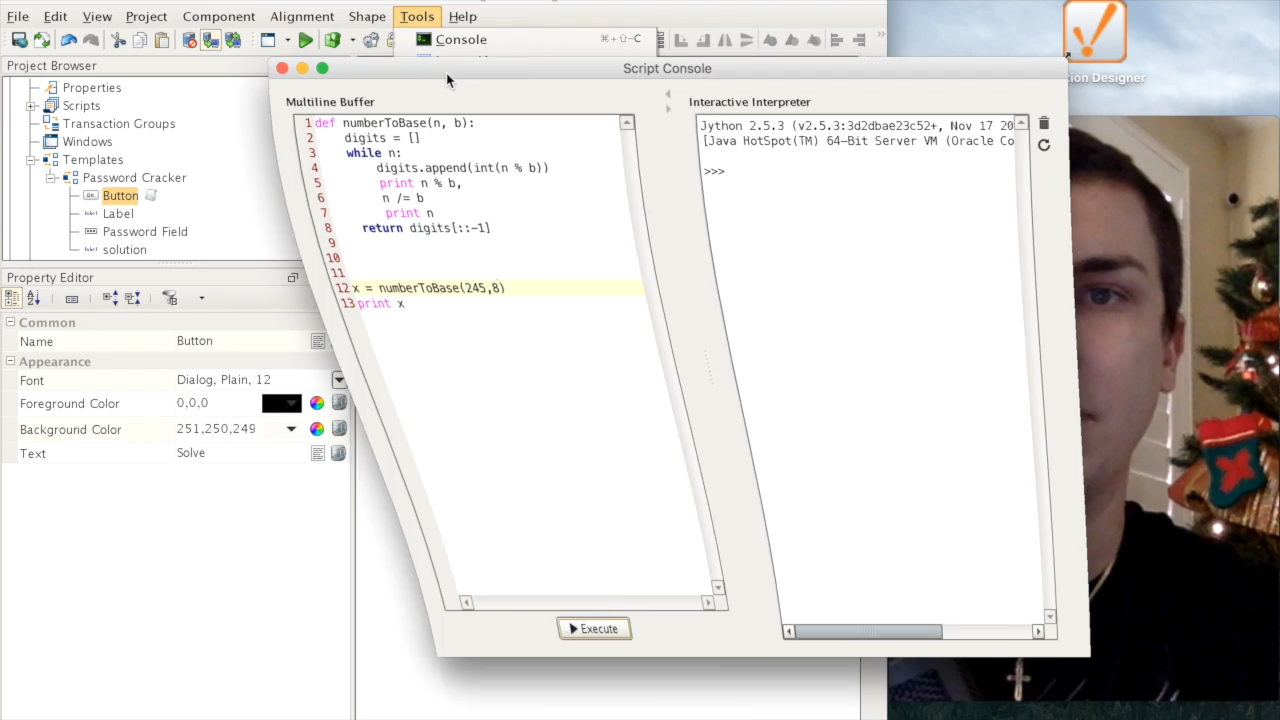 File Edit View Project Component Alignment Shape Tools Help
Console ⌘+⇧-C
Project Browser
Properties
Scripts
Transaction Groups
Windows
Templates
Password Cracker
Button
Label
Password Field
solution
Property Editor
Common
Name Button
Appearance
Font Dialog, Plain, 12
Foreground Color 0,0,0
Background Color 251,250,249
Text Solve
Script Console
Multiline Buffer
1 def numberToBase(n, b):
2 digits = []
3 while n:
4 digits.append(int(n % b))
5 print n % b,
6 n /= b
7 print n
8 return digits[::-1]
9
10
11
12 x = numberToBase(245,8)
13 print x
Execute
Interactive Interpreter
Jython 2.5.3 (v2.5.3:3d2dbae23c52+, Nov 17 20
[Java HotSpot(TM) 64-Bit Server VM (Oracle Co
>>>
tion Designer